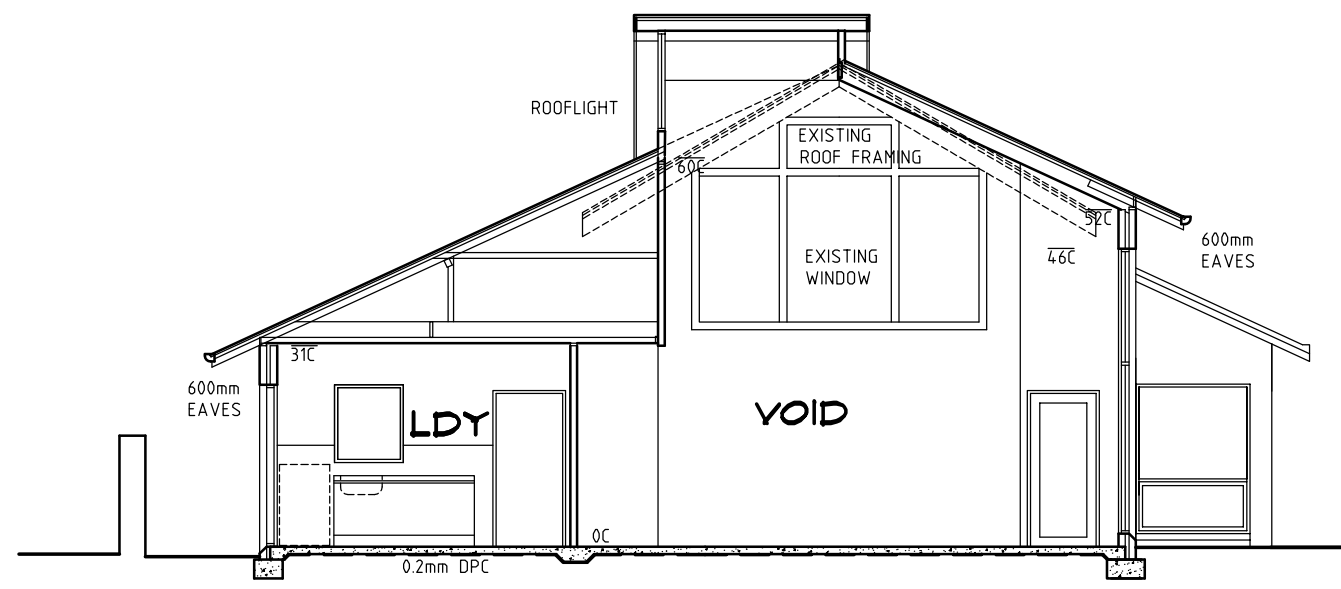 ROOFLIGHT
EXISTING
ROOF FRAMING
60C
52C
600mm
EAVES
46C
EXISTING
WINDOW
31C
600mm
EAVES
LDY
VOID
0C
0.2mm DPC